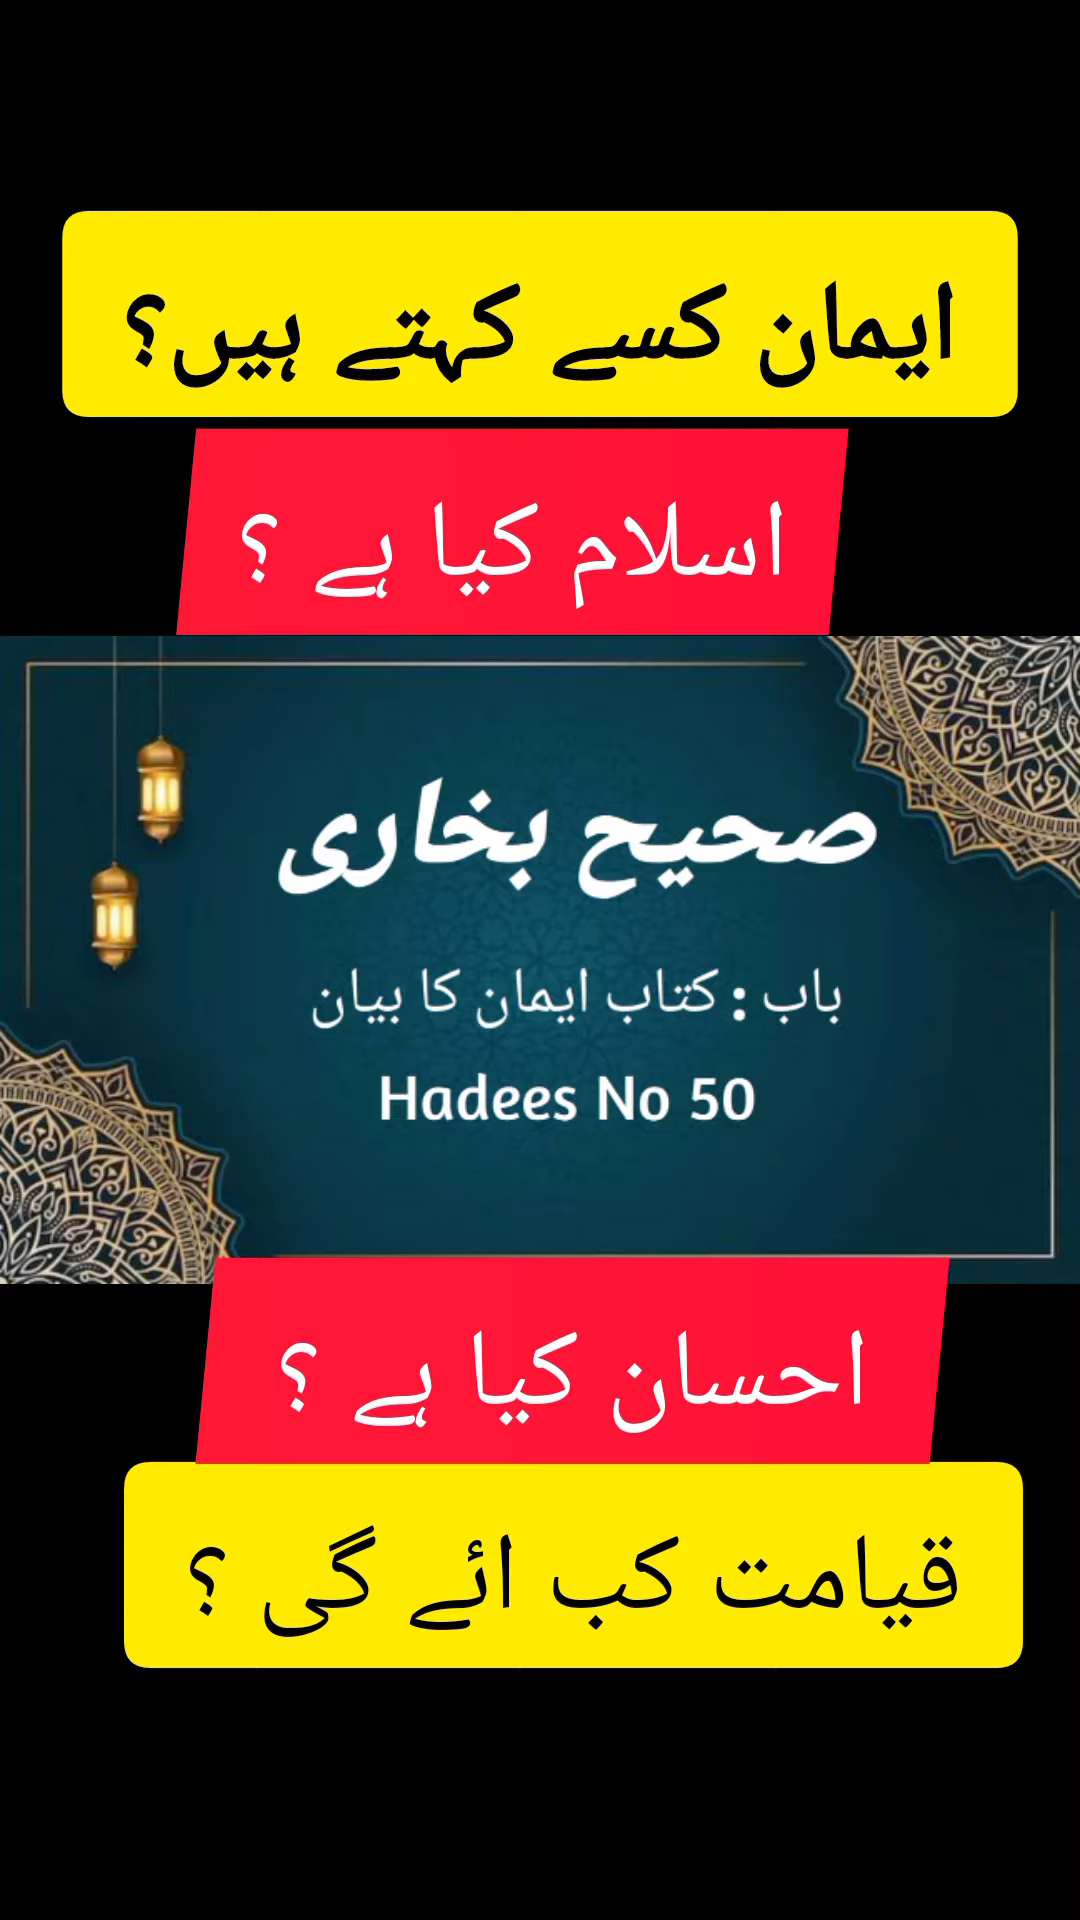 ایمان کسے کہتے ہیں؟
اسلام کیا ہے ؟
صحیح بخاری
باب : کتاب ایمان کا بیان
Hadees No 50
احسان کیا ہے ؟
قیامت کب ائے گی ؟